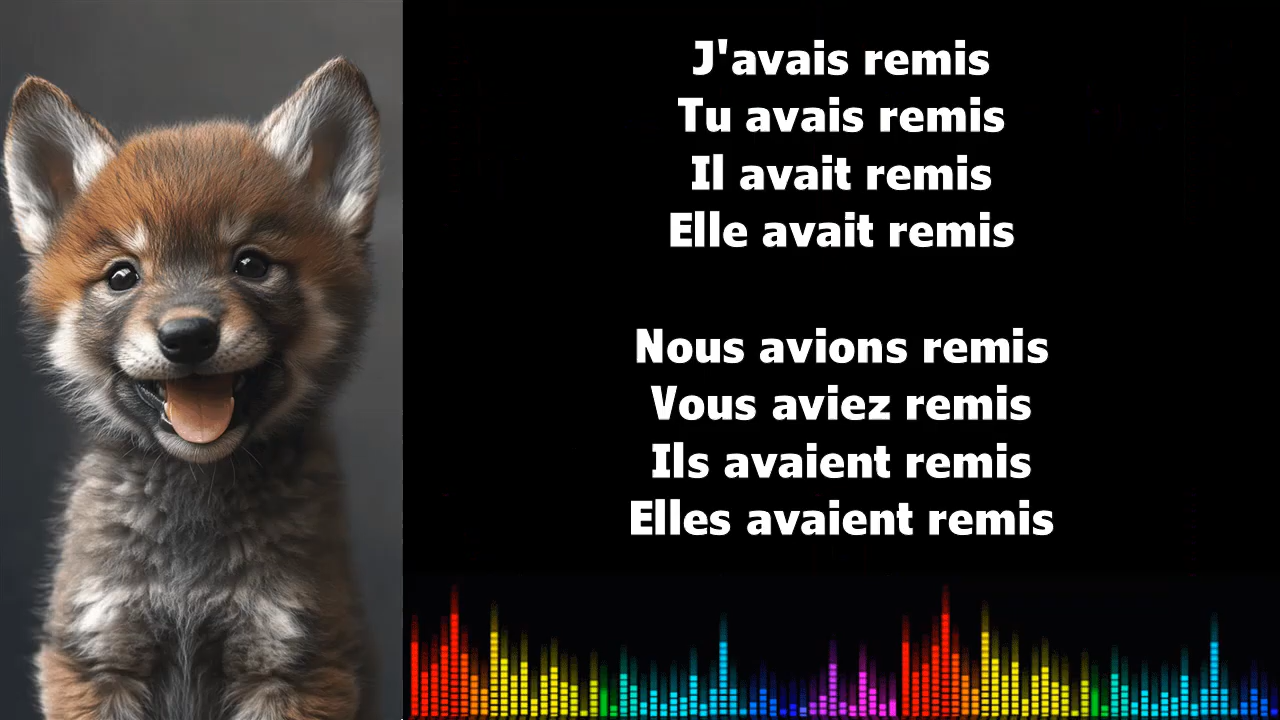 J'avais remis
Tu avais remis
Il avait remis
Elle avait remis
Nous avions remis
Vous aviez remis
Ils avaient remis
Elles avaient remis